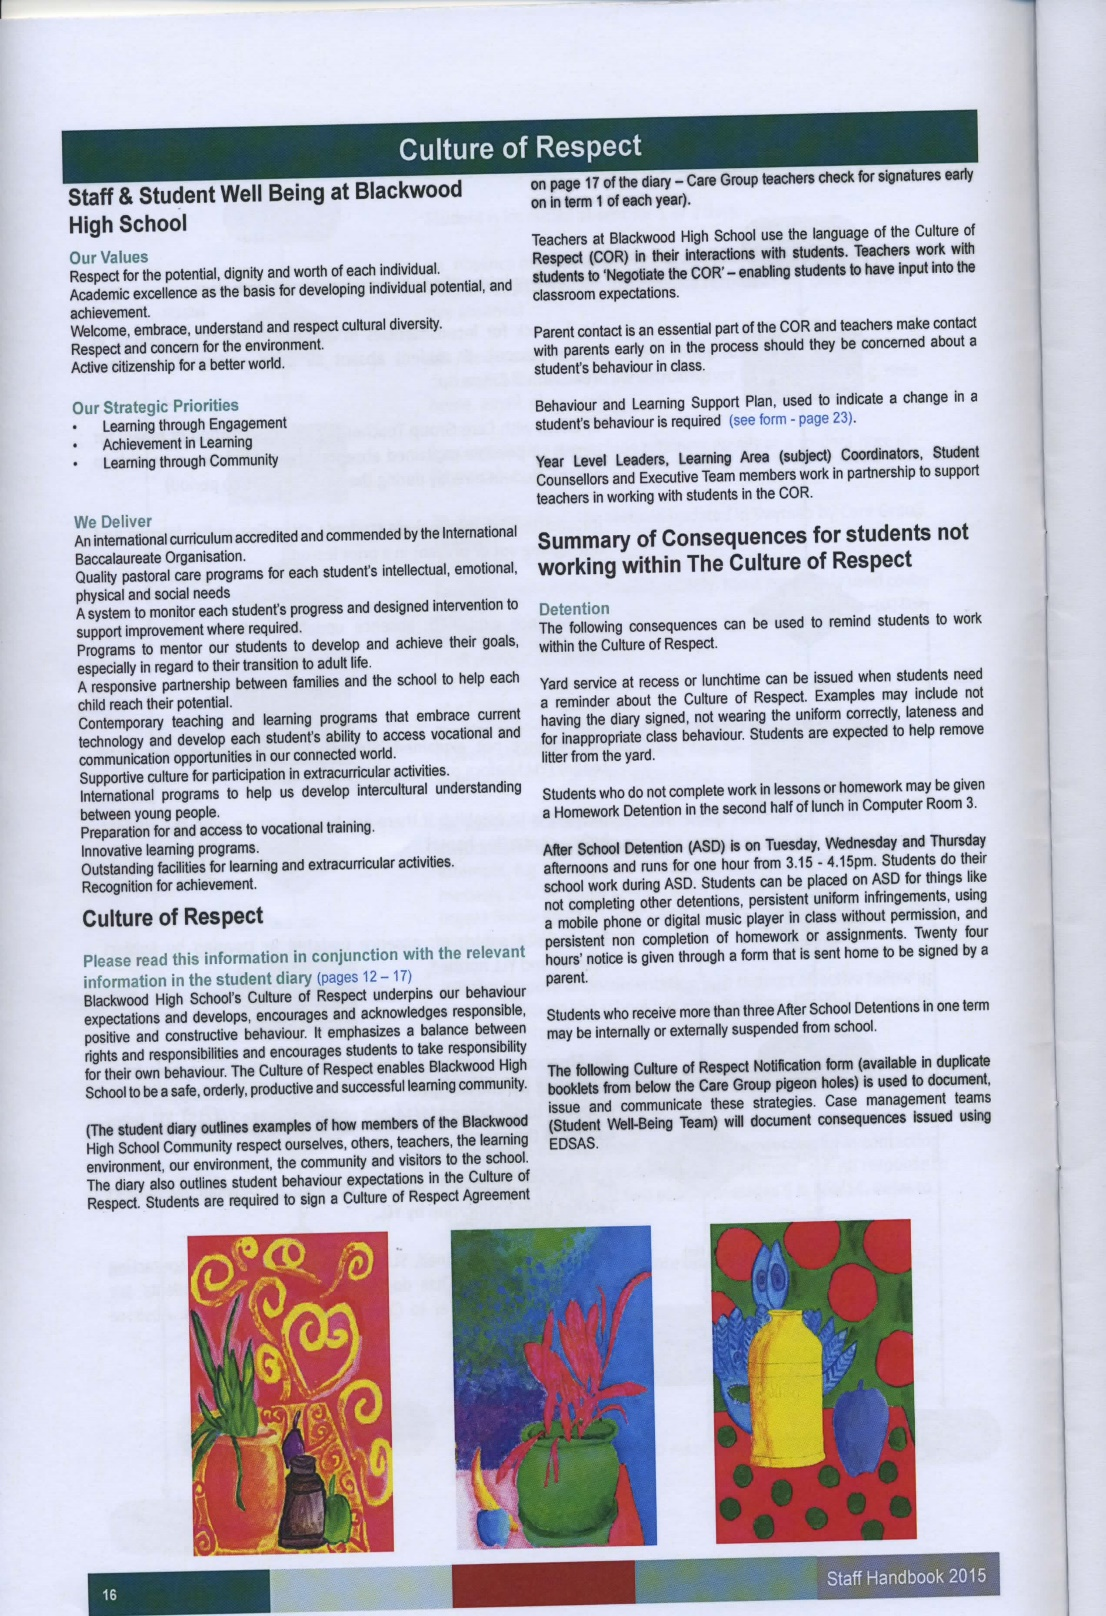 Culture of Respect
Staff & Student Well Being at Blackwood
High School
Our Values
Respect for the potential, dignity and worth of each individual.
Academic excellence as the basis for developing individual potential, and
achievement.
Welcome, embrace, understand and respect cultural diversity.
Respect and concern for the environment.
Active citizenship for a better world.
Our Strategic Priorities
• Learning through Engagement
• Achievement in Learning
• Learning through Community
We Deliver
An international curriculum accredited and commended by the International
Baccalaureate Organisation.
Quality pastoral care programs for each student's intellectual, emotional,
physical and social needs
A system to monitor each student's progress and designed intervention to
support improvement where required.
Programs to mentor our students to develop and achieve their goals,
especially in regard to their transition to adult life.
A responsive partnership between families and the school to help each
child reach their potential.
Contemporary teaching and learning programs that embrace current
technology and develop each student's ability to access vocational and
communication opportunities in our connected world.
Supportive culture for participation in extracurricular activities.
International programs to help us develop intercultural understanding
between young people.
Preparation for and access to vocational training.
Innovative learning programs.
Outstanding facilities for learning and extracurricular activities.
Recognition for achievement.
Culture of Respect
Please read this information in conjunction with the relevant
information in the student diary (pages 12 – 17)
Blackwood High School's Culture of Respect underpins our behaviour
expectations and develops, encourages and acknowledges responsible,
positive and constructive behaviour. It emphasizes a balance between
rights and responsibilities and encourages students to take responsibility
for their own behaviour. The Culture of Respect enables Blackwood High
School to be a safe, orderly, productive and successful learning community.
(The student diary outlines examples of how members of the Blackwood
High School Community respect ourselves, others, teachers, the learning
environment, our environment, the community and visitors to the school.
The diary also outlines student behaviour expectations in the Culture of
Respect. Students are required to sign a Culture of Respect Agreement
on page 17 of the diary – Care Group teachers check for signatures early
on in term 1 of each year).
Teachers at Blackwood High School use the language of the Culture of
Respect (COR) in their interactions with students. Teachers work with
students to 'Negotiate the COR' – enabling students to have input into the
classroom expectations.
Parent contact is an essential part of the COR and teachers make contact
with parents early on in the process should they be concerned about a
student's behaviour in class.
Behaviour and Learning Support Plan, used to indicate a change in a
student's behaviour is required (see form - page 23).
Year Level Leaders, Learning Area (subject) Coordinators, Student
Counsellors and Executive Team members work in partnership to support
teachers in working with students in the COR.
Summary of Consequences for students not
working within The Culture of Respect
Detention
The following consequences can be used to remind students to work
within the Culture of Respect.
Yard service at recess or lunchtime can be issued when students need
a reminder about the Culture of Respect. Examples may include not
having the diary signed, not wearing the uniform correctly, lateness and
for inappropriate class behaviour. Students are expected to help remove
litter from the yard.
Students who do not complete work in lessons or homework may be given
a Homework Detention in the second half of lunch in Computer Room 3.
After School Detention (ASD) is on Tuesday, Wednesday and Thursday
afternoons and runs for one hour from 3.15 - 4.15pm. Students do their
school work during ASD. Students can be placed on ASD for things like
not completing other detentions, persistent uniform infringements, using
a mobile phone or digital music player in class without permission, and
persistent non completion of homework or assignments. Twenty four
hours' notice is given through a form that is sent home to be signed by a
parent.
Students who receive more than three After School Detentions in one term
may be internally or externally suspended from school.
The following Culture of Respect Notification form (available in duplicate
booklets from below the Care Group pigeon holes) is used to document,
issue and communicate these strategies. Case management teams
(Student Well-Being Team) will document consequences issued using
EDSAS.
16
Staff Handbook 2015